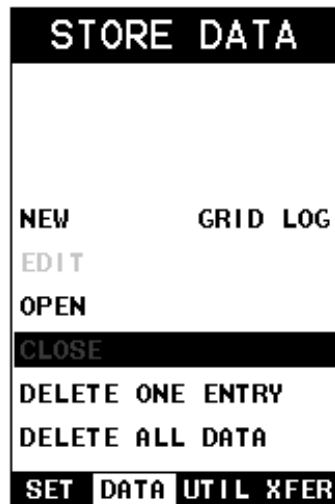 STORE DATA
NEW GRID LOG
EDIT
OPEN
CLOSE
DELETE ONE ENTRY
DELETE ALL DATA
SET DATA UTIL XFER